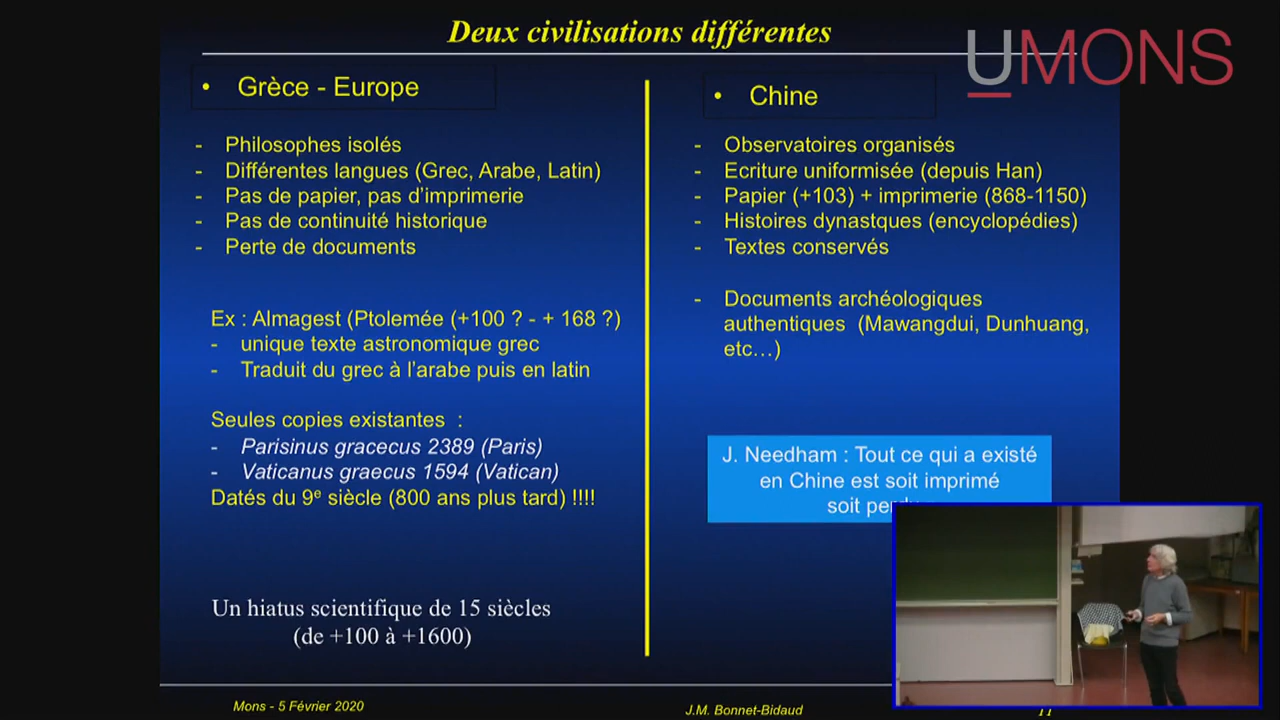 Deux civilisations différentes
UMONS
• Grèce - Europe
- Philosophes isolés
- Différentes langues (Grec, Arabe, Latin)
- Pas de papier, pas d'imprimerie
- Pas de continuité historique
- Perte de documents
Ex : Almagest (Ptolemée (+100 ? - + 168 ?)
- unique texte astronomique grec
- Traduit du grec à l'arabe puis en latin
Seules copies existantes :
- Parisinus gracecus 2389 (Paris)
- Vaticanus graecus 1594 (Vatican)
Datés du 9e siècle (800 ans plus tard) !!!!
Un hiatus scientifique de 15 siècles
(de +100 à +1600)
• Chine
- Observatoires organisés
- Ecriture uniformisée (depuis Han)
- Papier (+103) + imprimerie (868-1150)
- Histoires dynastques (encyclopédies)
- Textes conservés
- Documents archéologiques
authentiques (Mawangdui, Dunhuang,
etc…)
J. Needham : Tout ce qui a existé
en Chine est soit imprimé
soit
Mons - 5 Février 2020
J.M. Bonnet-Bidaud
11